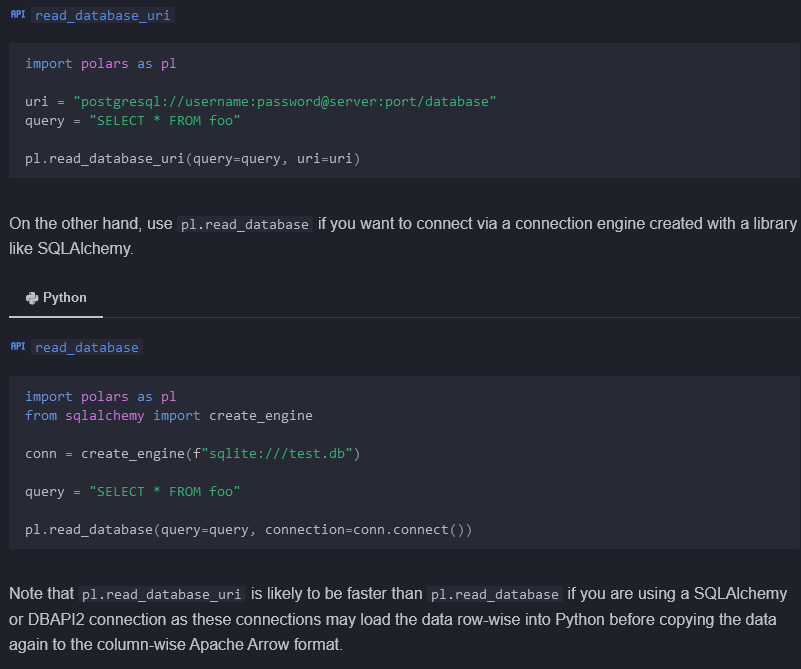 API read_database_uri
import polars as pl
uri = "postgresql://username:password@server:port/database"
query = "SELECT * FROM foo"
pl.read_database_uri(query=query, uri=uri)
On the other hand, use pl.read_database if you want to connect via a connection engine created with a library
like SQLAlchemy.
Python
API read_database
import polars as pl
from sqlalchemy import create_engine
conn = create_engine(f"sqlite:///test.db")
query = "SELECT * FROM foo"
pl.read_database(query=query, connection=conn.connect())
Note that pl.read_database_uri is likely to be faster than pl.read_database if you are using a SQLAlchemy
or DBAPI2 connection as these connections may load the data row-wise into Python before copying the data
again to the column-wise Apache Arrow format.